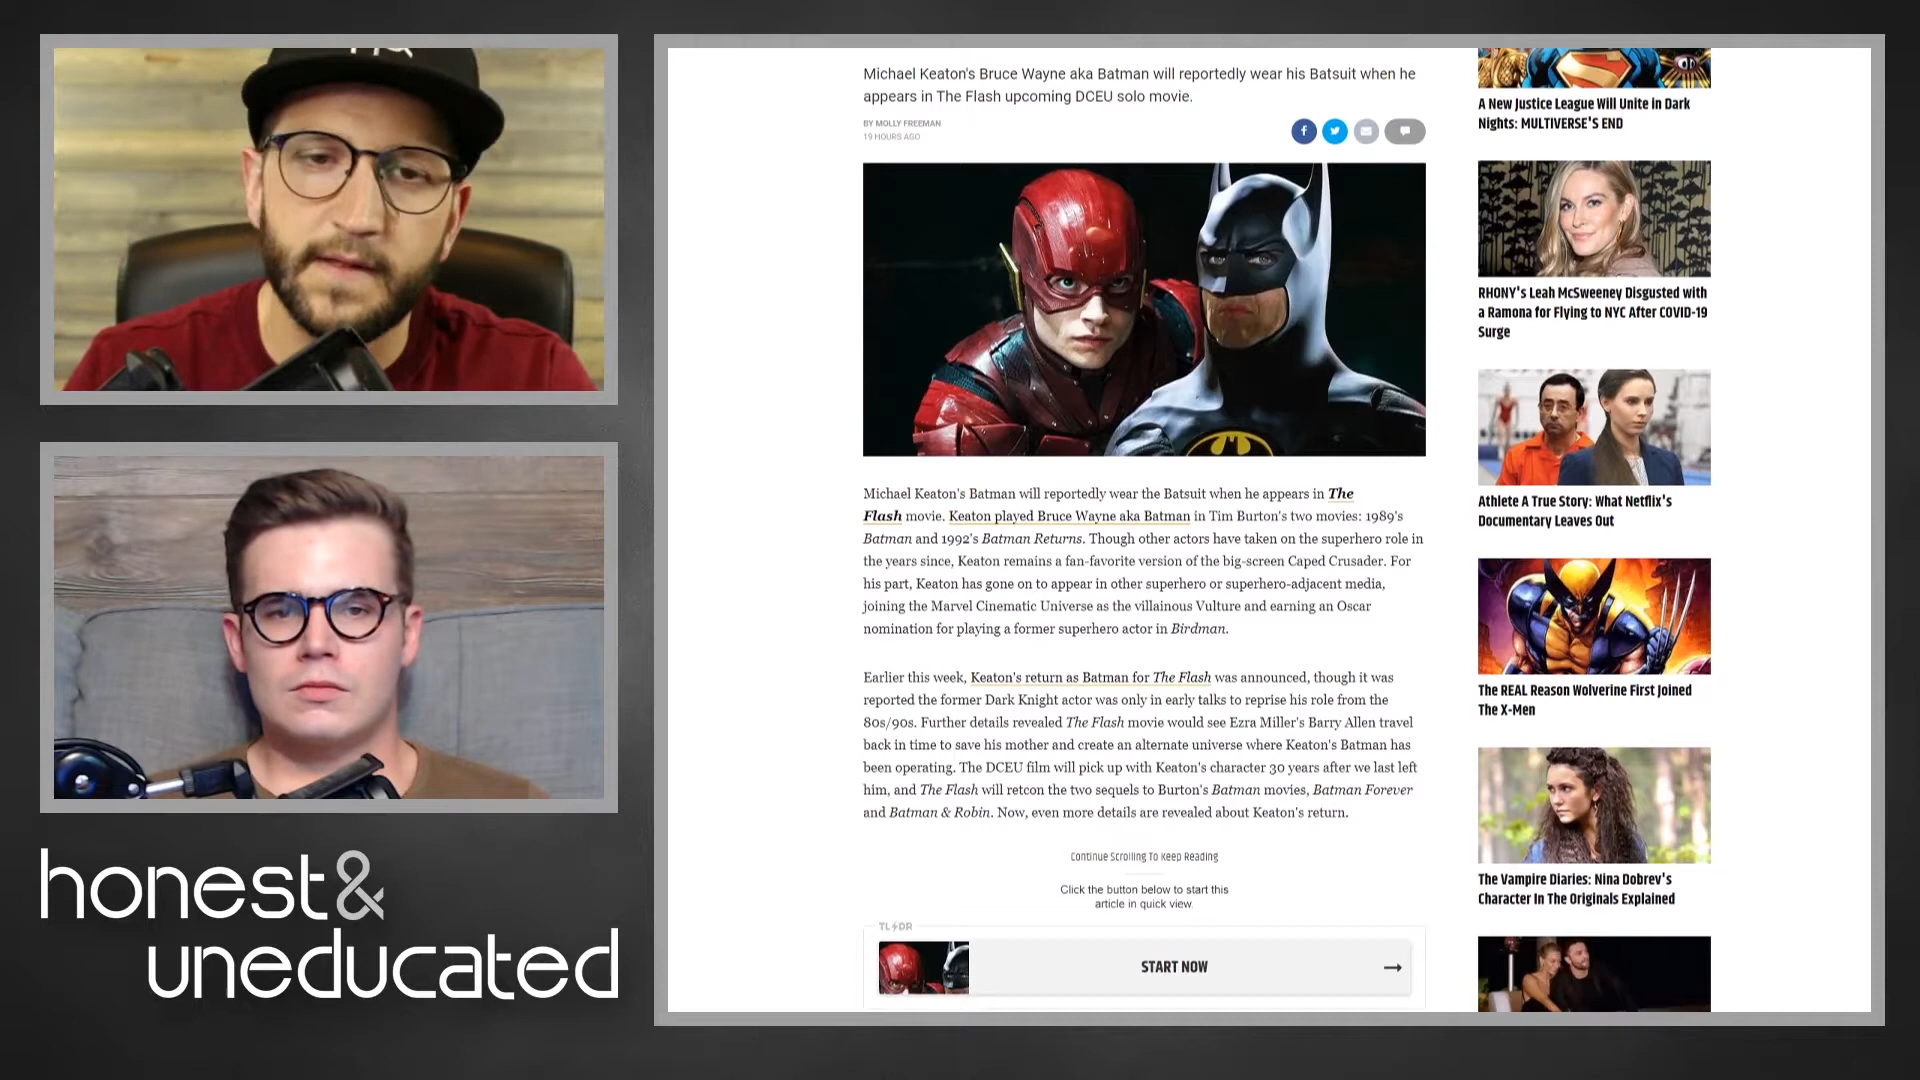 Michael Keaton's Bruce Wayne aka Batman will reportedly wear his Batsuit when he
appears in The Flash upcoming DCEU solo movie.
BY MOLLY FREEMAN
19 HOURS AGO
Michael Keaton's Batman will reportedly wear the Batsuit when he appears in The
Flash movie. Keaton played Bruce Wayne aka Batman in Tim Burton's two movies: 1989's
Batman and 1992's Batman Returns. Though other actors have taken on the superhero role in
the years since, Keaton remains a fan-favorite version of the big-screen Caped Crusader. For
his part, Keaton has gone on to appear in other superhero or superhero-adjacent media,
joining the Marvel Cinematic Universe as the villainous Vulture and earning an Oscar
nomination for playing a former superhero actor in Birdman.
Earlier this week, Keaton's return as Batman for The Flash was announced, though it was
reported the former Dark Knight actor was only in early talks to reprise his role from the
80s/90s. Further details revealed The Flash movie would see Ezra Miller's Barry Allen travel
back in time to save his mother and create an alternate universe where Keaton's Batman has
been operating. The DCEU film will pick up with Keaton's character 30 years after we last left
him, and The Flash will retcon the two sequels to Burton's Batman movies, Batman Forever
and Batman & Robin. Now, even more details are revealed about Keaton's return.
Continue Scrolling To Keep Reading
Click the button below to start this
article in quick view.
TL DR
START NOW
A New Justice League Will Unite in Dark
Nights: MULTIVERSE'S END
RHONY's Leah McSweeney Disgusted with
a Ramona for Flying to NYC After COVID-19
Surge
Athlete A True Story: What Netflix's
Documentary Leaves Out
The REAL Reason Wolverine First Joined
The X-Men
The Vampire Diaries: Nina Dobrev's
Character In The Originals Explained
honest&
uneducated